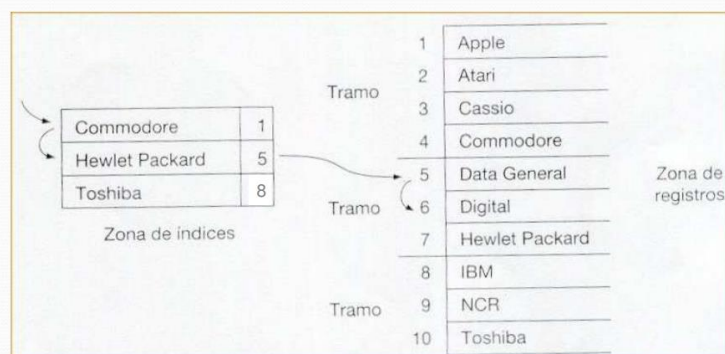 Commodore 1
Hewlet Packard 5
Toshiba 8
Zona de índices
Tramo
Tramo
Tramo
1 Apple
2 Atari
3 Cassio
4 Commodore
5 Data General
6 Digital
7 Hewlet Packard
8 IBM
9 NCR
10 Toshiba
Zona de
registros